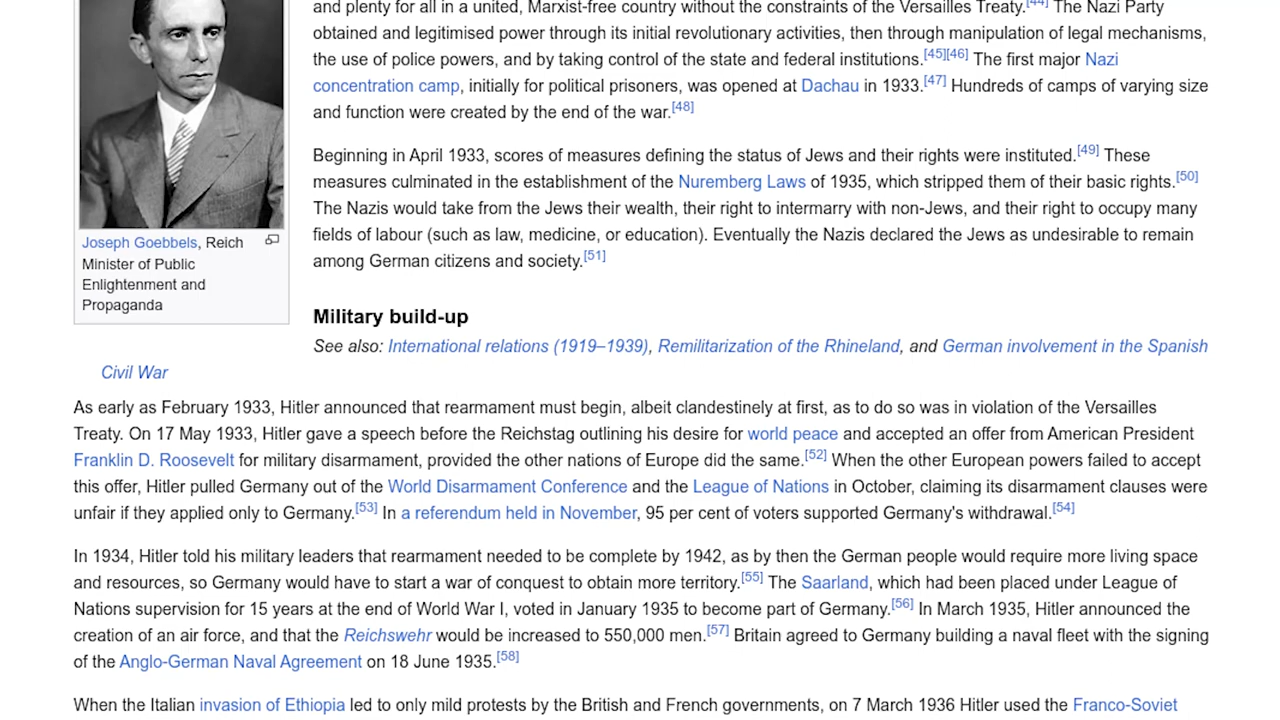 and plenty for all in a united, Marxist-free country without the constraints of the Versailles Treaty.[44] The Nazi Party
obtained and legitimised power through its initial revolutionary activities, then through manipulation of legal mechanisms,
the use of police powers, and by taking control of the state and federal institutions.[45][46] The first major Nazi
concentration camp, initially for political prisoners, was opened at Dachau in 1933.[47] Hundreds of camps of varying size
and function were created by the end of the war.[48]
Beginning in April 1933, scores of measures defining the status of Jews and their rights were instituted.[49] These
measures culminated in the establishment of the Nuremberg Laws of 1935, which stripped them of their basic rights.[50]
The Nazis would take from the Jews their wealth, their right to intermarry with non-Jews, and their right to occupy many
fields of labour (such as law, medicine, or education). Eventually the Nazis declared the Jews as undesirable to remain
among German citizens and society.[51]
Joseph Goebbels, Reich
Minister of Public
Enlightenment and
Propaganda
Military build-up
See also: International relations (1919–1939), Remilitarization of the Rhineland, and German involvement in the Spanish
Civil War
As early as February 1933, Hitler announced that rearmament must begin, albeit clandestinely at first, as to do so was in violation of the Versailles
Treaty. On 17 May 1933, Hitler gave a speech before the Reichstag outlining his desire for world peace and accepted an offer from American President
Franklin D. Roosevelt for military disarmament, provided the other nations of Europe did the same.[52] When the other European powers failed to accept
this offer, Hitler pulled Germany out of the World Disarmament Conference and the League of Nations in October, claiming its disarmament clauses were
unfair if they applied only to Germany.[53] In a referendum held in November, 95 per cent of voters supported Germany's withdrawal.[54]
In 1934, Hitler told his military leaders that rearmament needed to be complete by 1942, as by then the German people would require more living space
and resources, so Germany would have to start a war of conquest to obtain more territory.[55] The Saarland, which had been placed under League of
Nations supervision for 15 years at the end of World War I, voted in January 1935 to become part of Germany.[56] In March 1935, Hitler announced the
creation of an air force, and that the Reichswehr would be increased to 550,000 men.[57] Britain agreed to Germany building a naval fleet with the signing
of the Anglo-German Naval Agreement on 18 June 1935.[58]
When the Italian invasion of Ethiopia led to only mild protests by the British and French governments, on 7 March 1936 Hitler used the Franco-Soviet